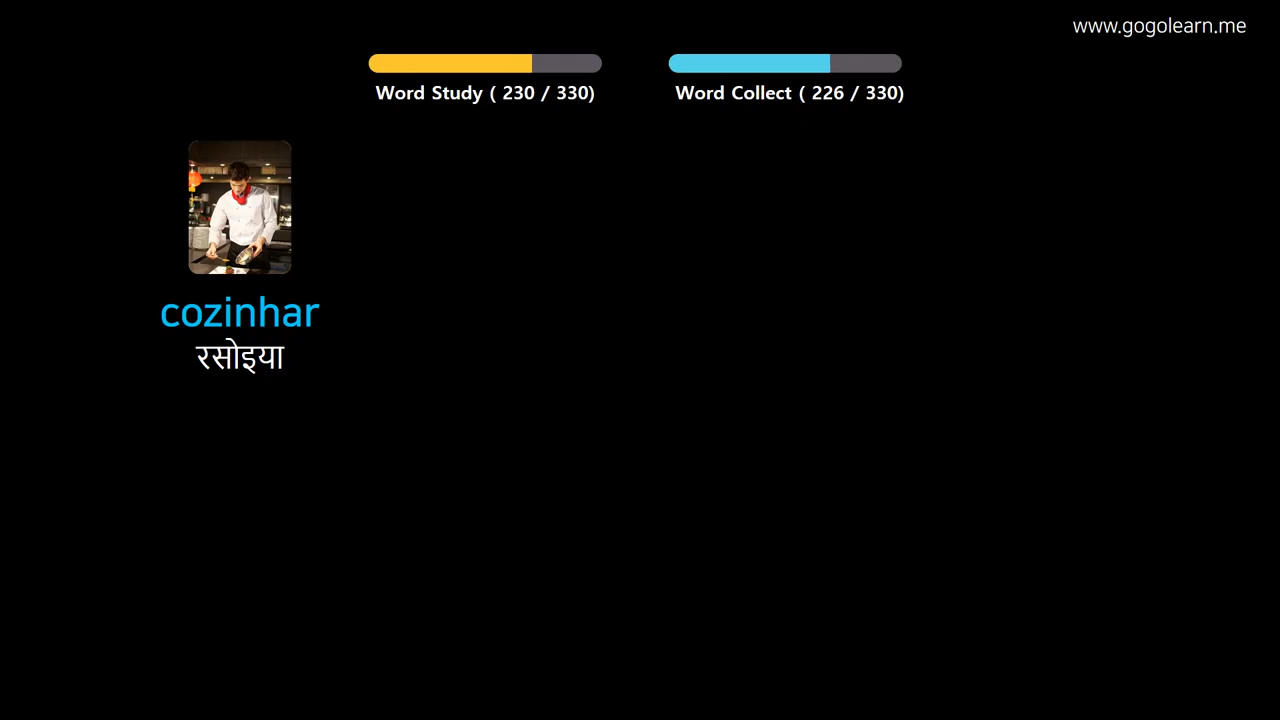 www.gogolearn.me
Word Study ( 230 / 330)
Word Collect ( 226 / 330)
cozinhar
रसोइया